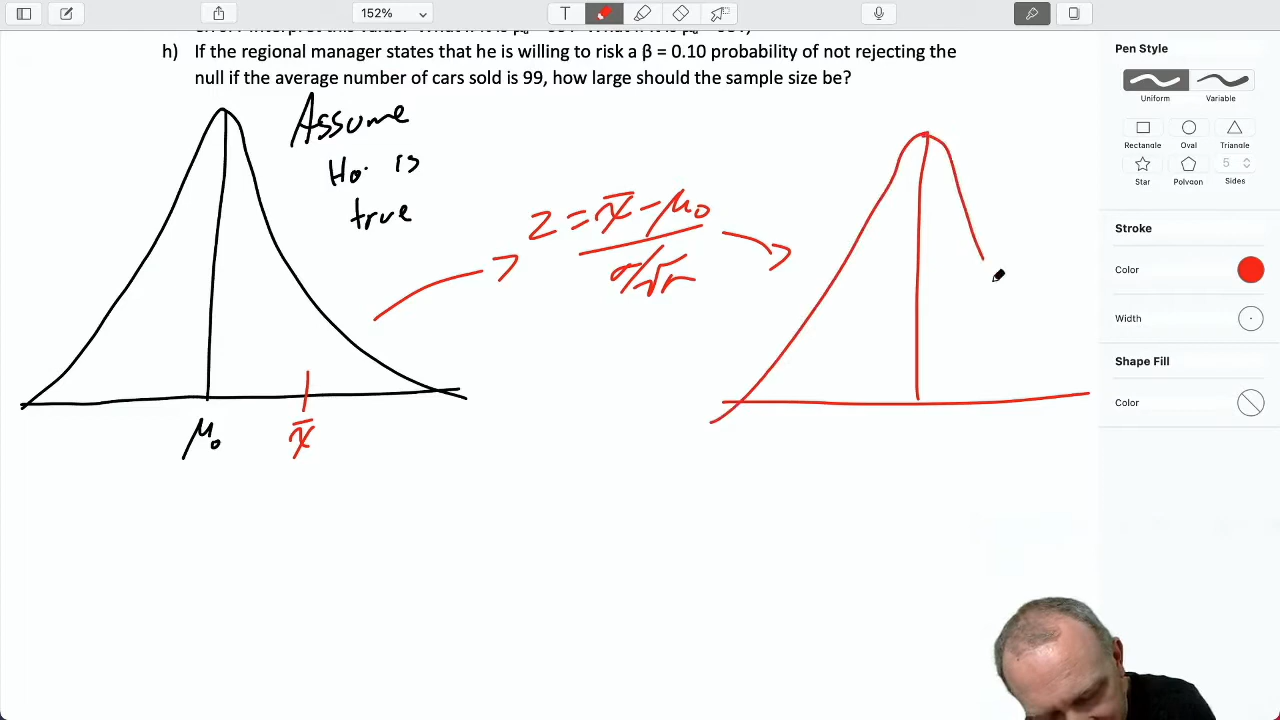 152%
h) If the regional manager states that he is willing to risk a β = 0.10 probability of not rejecting the
null if the average number of cars sold is 99, how large should the sample size be?
Assume
H₀ is
true
z = x̄ - μ₀
σ/√n
μ₀
x̄
Pen Style
Uniform
Variable
Rectangle
Oval
Triangle
Star
Polygon
5
Sides
Stroke
Color
Width
Shape Fill
Color